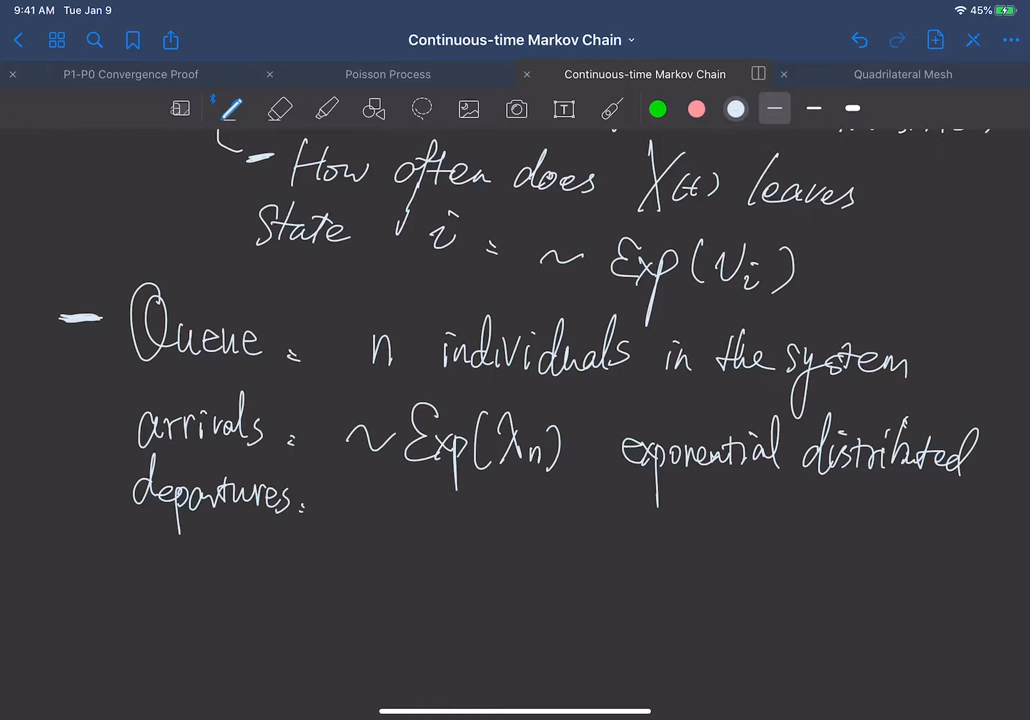 9:41 AM Tue Jan 9
45%
Continuous-time Markov Chain
P1-P0 Convergence Proof
Poisson Process
Continuous-time Markov Chain
Quadrilateral Mesh
- How often does X(t) leaves
state i : ~ Exp(νi)
- Queue : n individuals in the system
arrivals : ~ Exp(λn) exponential distributed
departures :